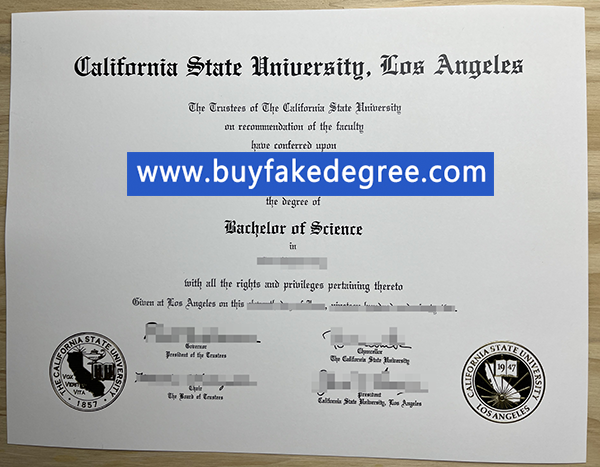 California State University, Los Angeles
The Trustees of The California State University
on recommendation of the faculty
have conferred upon
www.buyfakedegree.com
the degree of
Bachelor of Science
in
with all the rights and privileges pertaining thereto
Given at Los Angeles on this
Governor
President of the Trustees
Chancellor
The California State University
Chair
The Board of Trustees
President
California State University, Los Angeles
THE CALIFORNIA STATE UNIVERSITY
VOX VERITAS VITA
1857
CALIFORNIA STATE UNIVERSITY
1947
LOS ANGELES